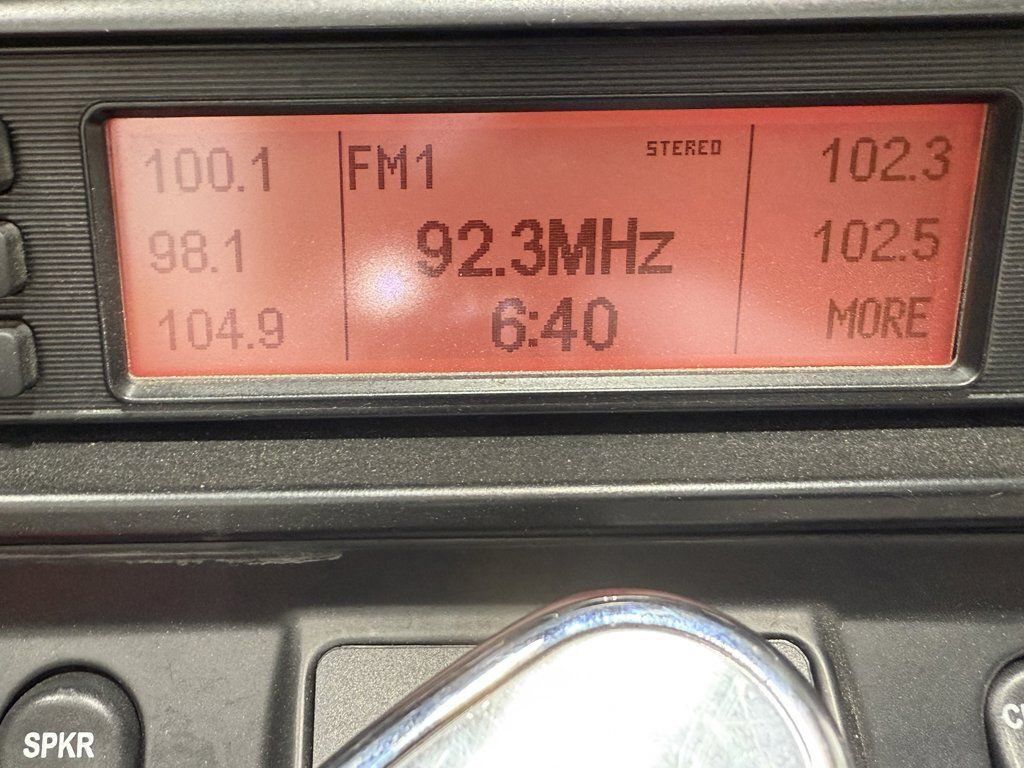 100.1
98.1
104.9
FM1
STEREO
92.3MHz
6:40
102.3
102.5
MORE
SPKR